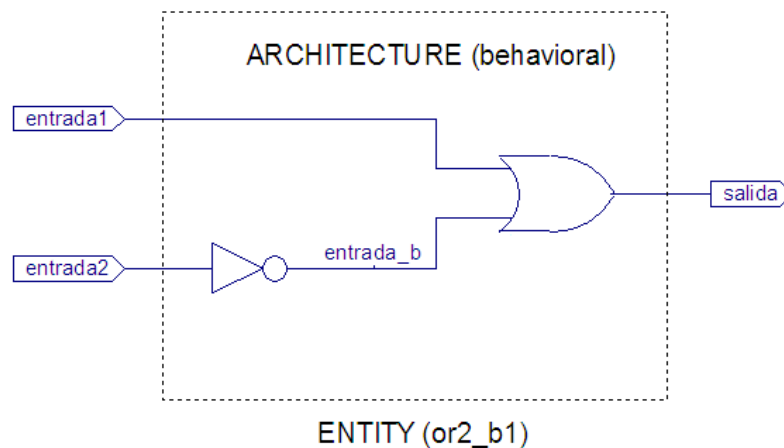 ARCHITECTURE (behavioral)
entrada1
salida
entrada_b
entrada2
ENTITY (or2_b1)